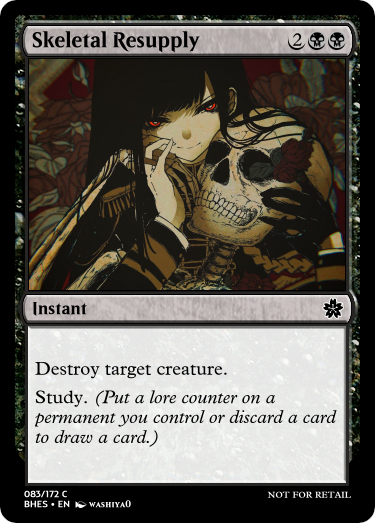 Skeletal Resupply 2
Instant
Destroy target creature.
Study. (Put a lore counter on a
permanent you control or discard a card
to draw a card.)
083/172 C
BHES • EN WASHIYA0
NOT FOR RETAIL